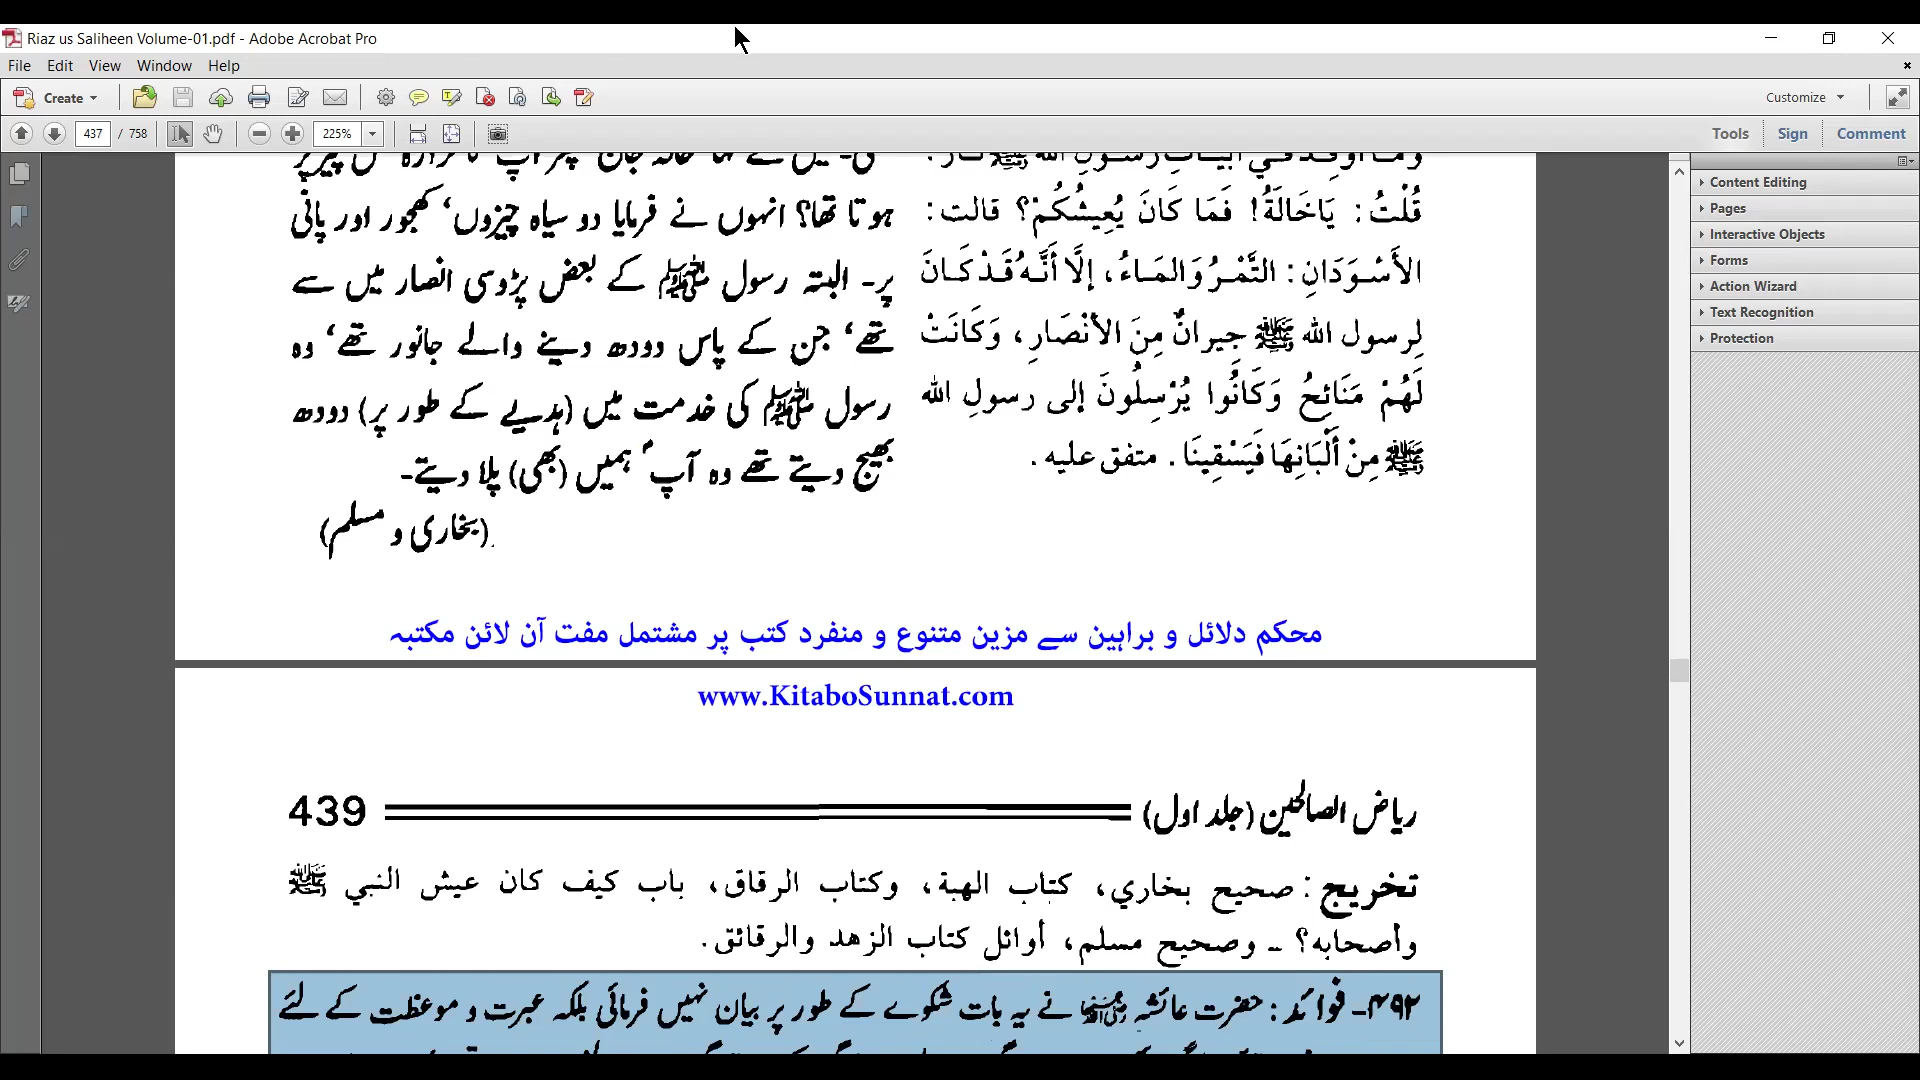 Riaz us Saliheen Volume-01.pdf - Adobe Acrobat Pro
File Edit View Window Help
Create
Customize
437 / 758
225%
Tools Sign Comment
Content Editing
Pages
Interactive Objects
Forms
Action Wizard
Text Recognition
Protection
قُلْتُ: يَاخَالَةُ! فَمَا كَانَ يُعِيشُكُمْ؟ قالت:
الأَسْوَدَانِ: التَّمْرُ وَالمَاءُ، إلَّا أَنَّهُ قَدْ كَانَ
لِرسول الله ﷺ جِيرانٌ مِنَ الأَنْصَارِ، وَكَانَتْ
لَهُمْ مَنَائِحُ وَكَانُوا يُرْسِلُونَ إلى رسولِ الله
ﷺ مِنْ أَلْبَانِهَا فَيَسْقِينَا. متفق عليه.
ہوتا تھا؟ انہوں نے فرمایا دو سیاہ چیزوں، کھجور اور پانی
پر۔ البتہ رسول ﷺ کے بعض پڑوسی انصار میں سے
تھے، جن کے پاس دودھ دینے والے جانور تھے، وہ
رسول ﷺ کی خدمت میں (ہدیے کے طور پر) دودھ
بھیج دیتے تھے وہ آپؐ ہمیں (بھی) پلا دیتے۔
(بخاری و مسلم)
محکم دلائل و براہین سے مزین متنوع و منفرد کتب پر مشتمل مفت آن لائن مکتبہ
www.KitaboSunnat.com
ریاض الصالحین (جلد اول) 439
تخريج: صحيح بخاري، كتاب الهبة، وكتاب الرقاق، باب كيف كان عيش النبي ﷺ
وأصحابه؟ ـ وصحيح مسلم، أوائل كتاب الزهد والرقائق.
۴۹۲۔ فوائد: حضرت عائشہ رضی اللہ عنہا نے یہ بات شکوے کے طور پر بیان نہیں فرمائی بلکہ عبرت و موعظت کے لئے